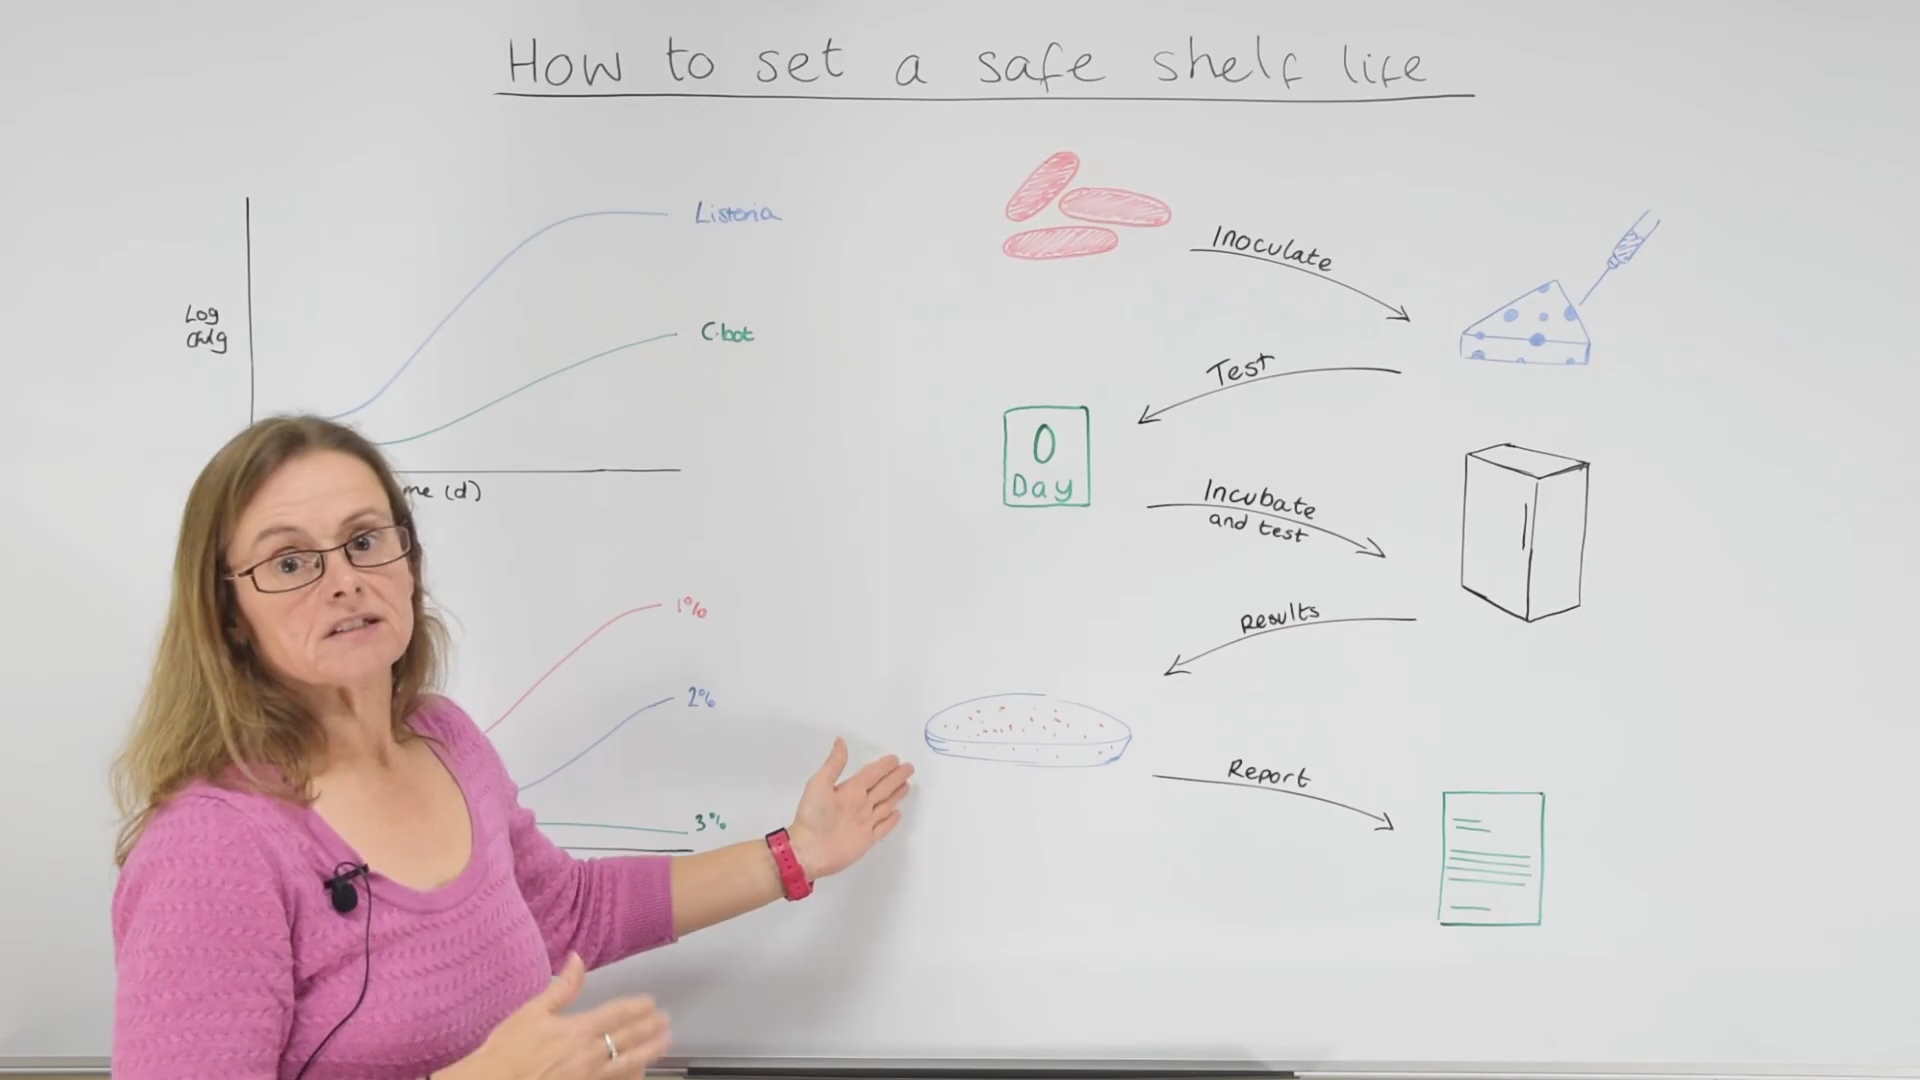 How to set a safe shelf life
Listeria
Log
cfu/g
C.bot
me (d)
1%
2%
3%
Inoculate
Test
0
Day
Incubate
and test
Results
Report